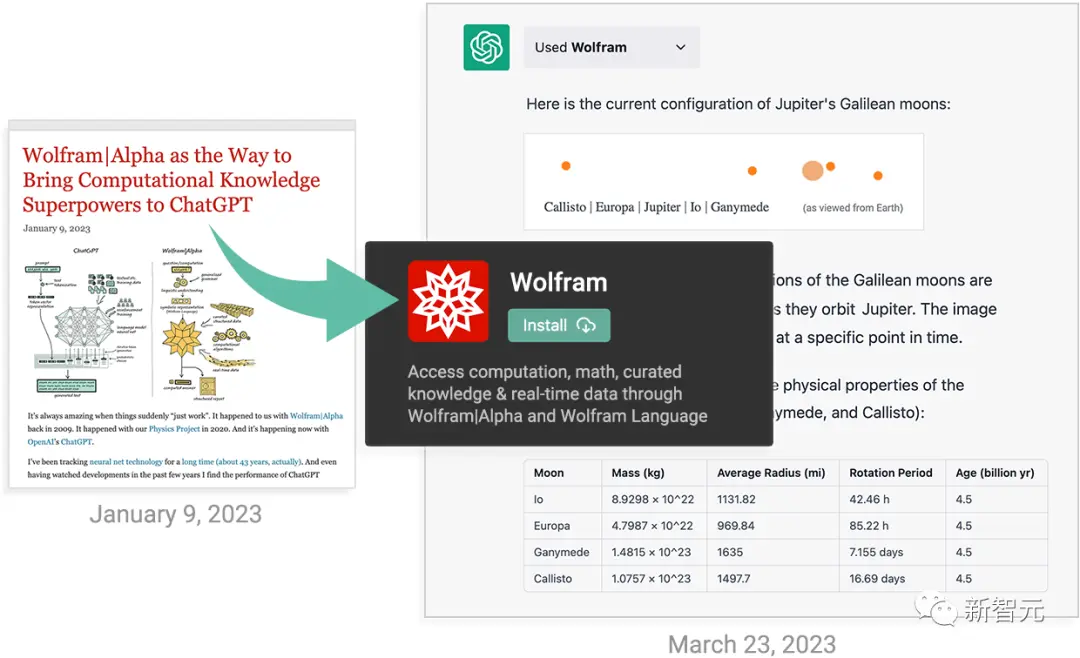 Wolfram|Alpha as the Way to
Bring Computational Knowledge
Superpowers to ChatGPT
January 9, 2023
ChatGPT
Wolfram|Alpha
prompt
generated text
computed answer
structured report
It's always amazing when things suddenly "just work". It happened to us with Wolfram|Alpha
back in 2009. It happened with our Physics Project in 2020. And it's happening now with
OpenAI's ChatGPT.
I've been tracking neural net technology for a long time (about 43 years, actually). And even
having watched developments in the past few years I find the performance of ChatGPT
January 9, 2023
Used Wolfram
Here is the current configuration of Jupiter's Galilean moons:
Callisto | Europa | Jupiter | Io | Ganymede (as viewed from Earth)
ions of the Galilean moons are
s they orbit Jupiter. The image
at a specific point in time.
e physical properties of the
ymede, and Callisto):
Wolfram
Install
Access computation, math, curated
knowledge & real-time data through
Wolfram|Alpha and Wolfram Language
Moon Mass (kg) Average Radius (mi) Rotation Period Age (billion yr)
Io 8.9298 × 10^22 1131.82 42.46 h 4.5
Europa 4.7987 × 10^22 969.84 85.22 h 4.5
Ganymede 1.4815 × 10^23 1635 7.155 days 4.5
Callisto 1.0757 × 10^23 1497.7 16.69 days 4.5
新智元
March 23, 2023